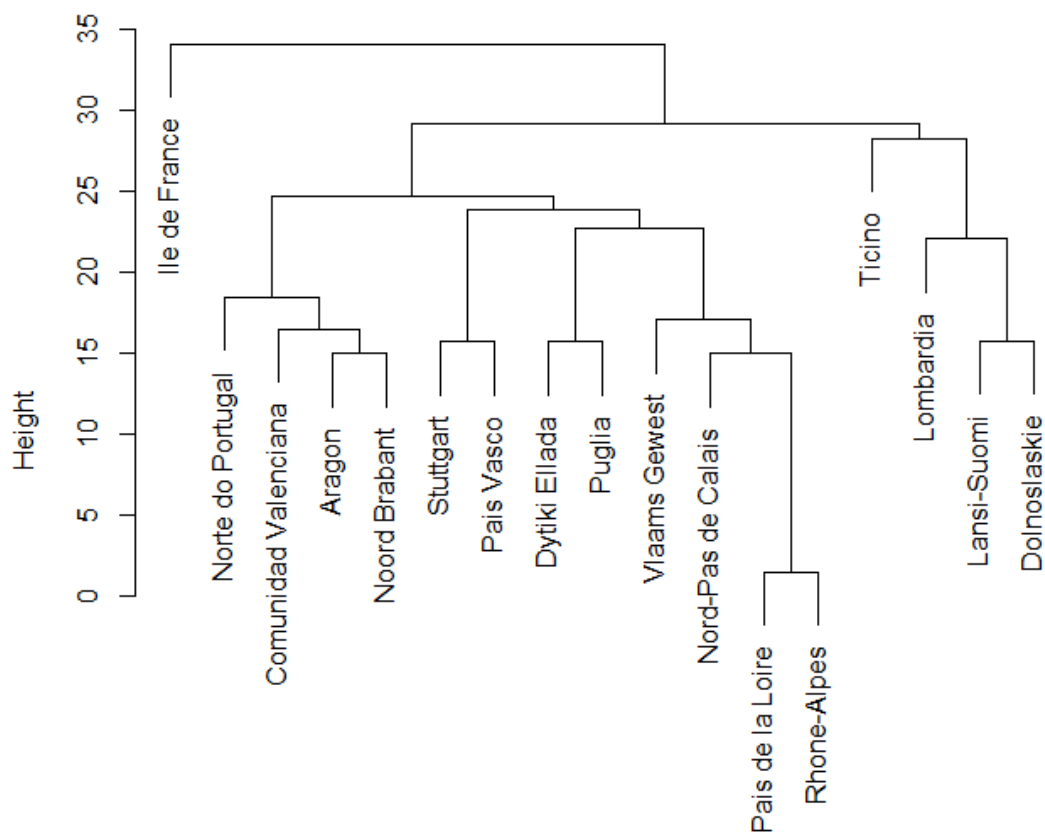 Height
35
30
25
20
15
10
5
0
Ile de France
Norte do Portugal
Comunidad Valenciana
Aragon
Noord Brabant
Stuttgart
Pais Vasco
Dytiki Ellada
Puglia
Vlaams Gewest
Nord-Pas de Calais
Pais de la Loire
Rhone-Alpes
Ticino
Lombardia
Lansi-Suomi
Dolnoslaskie